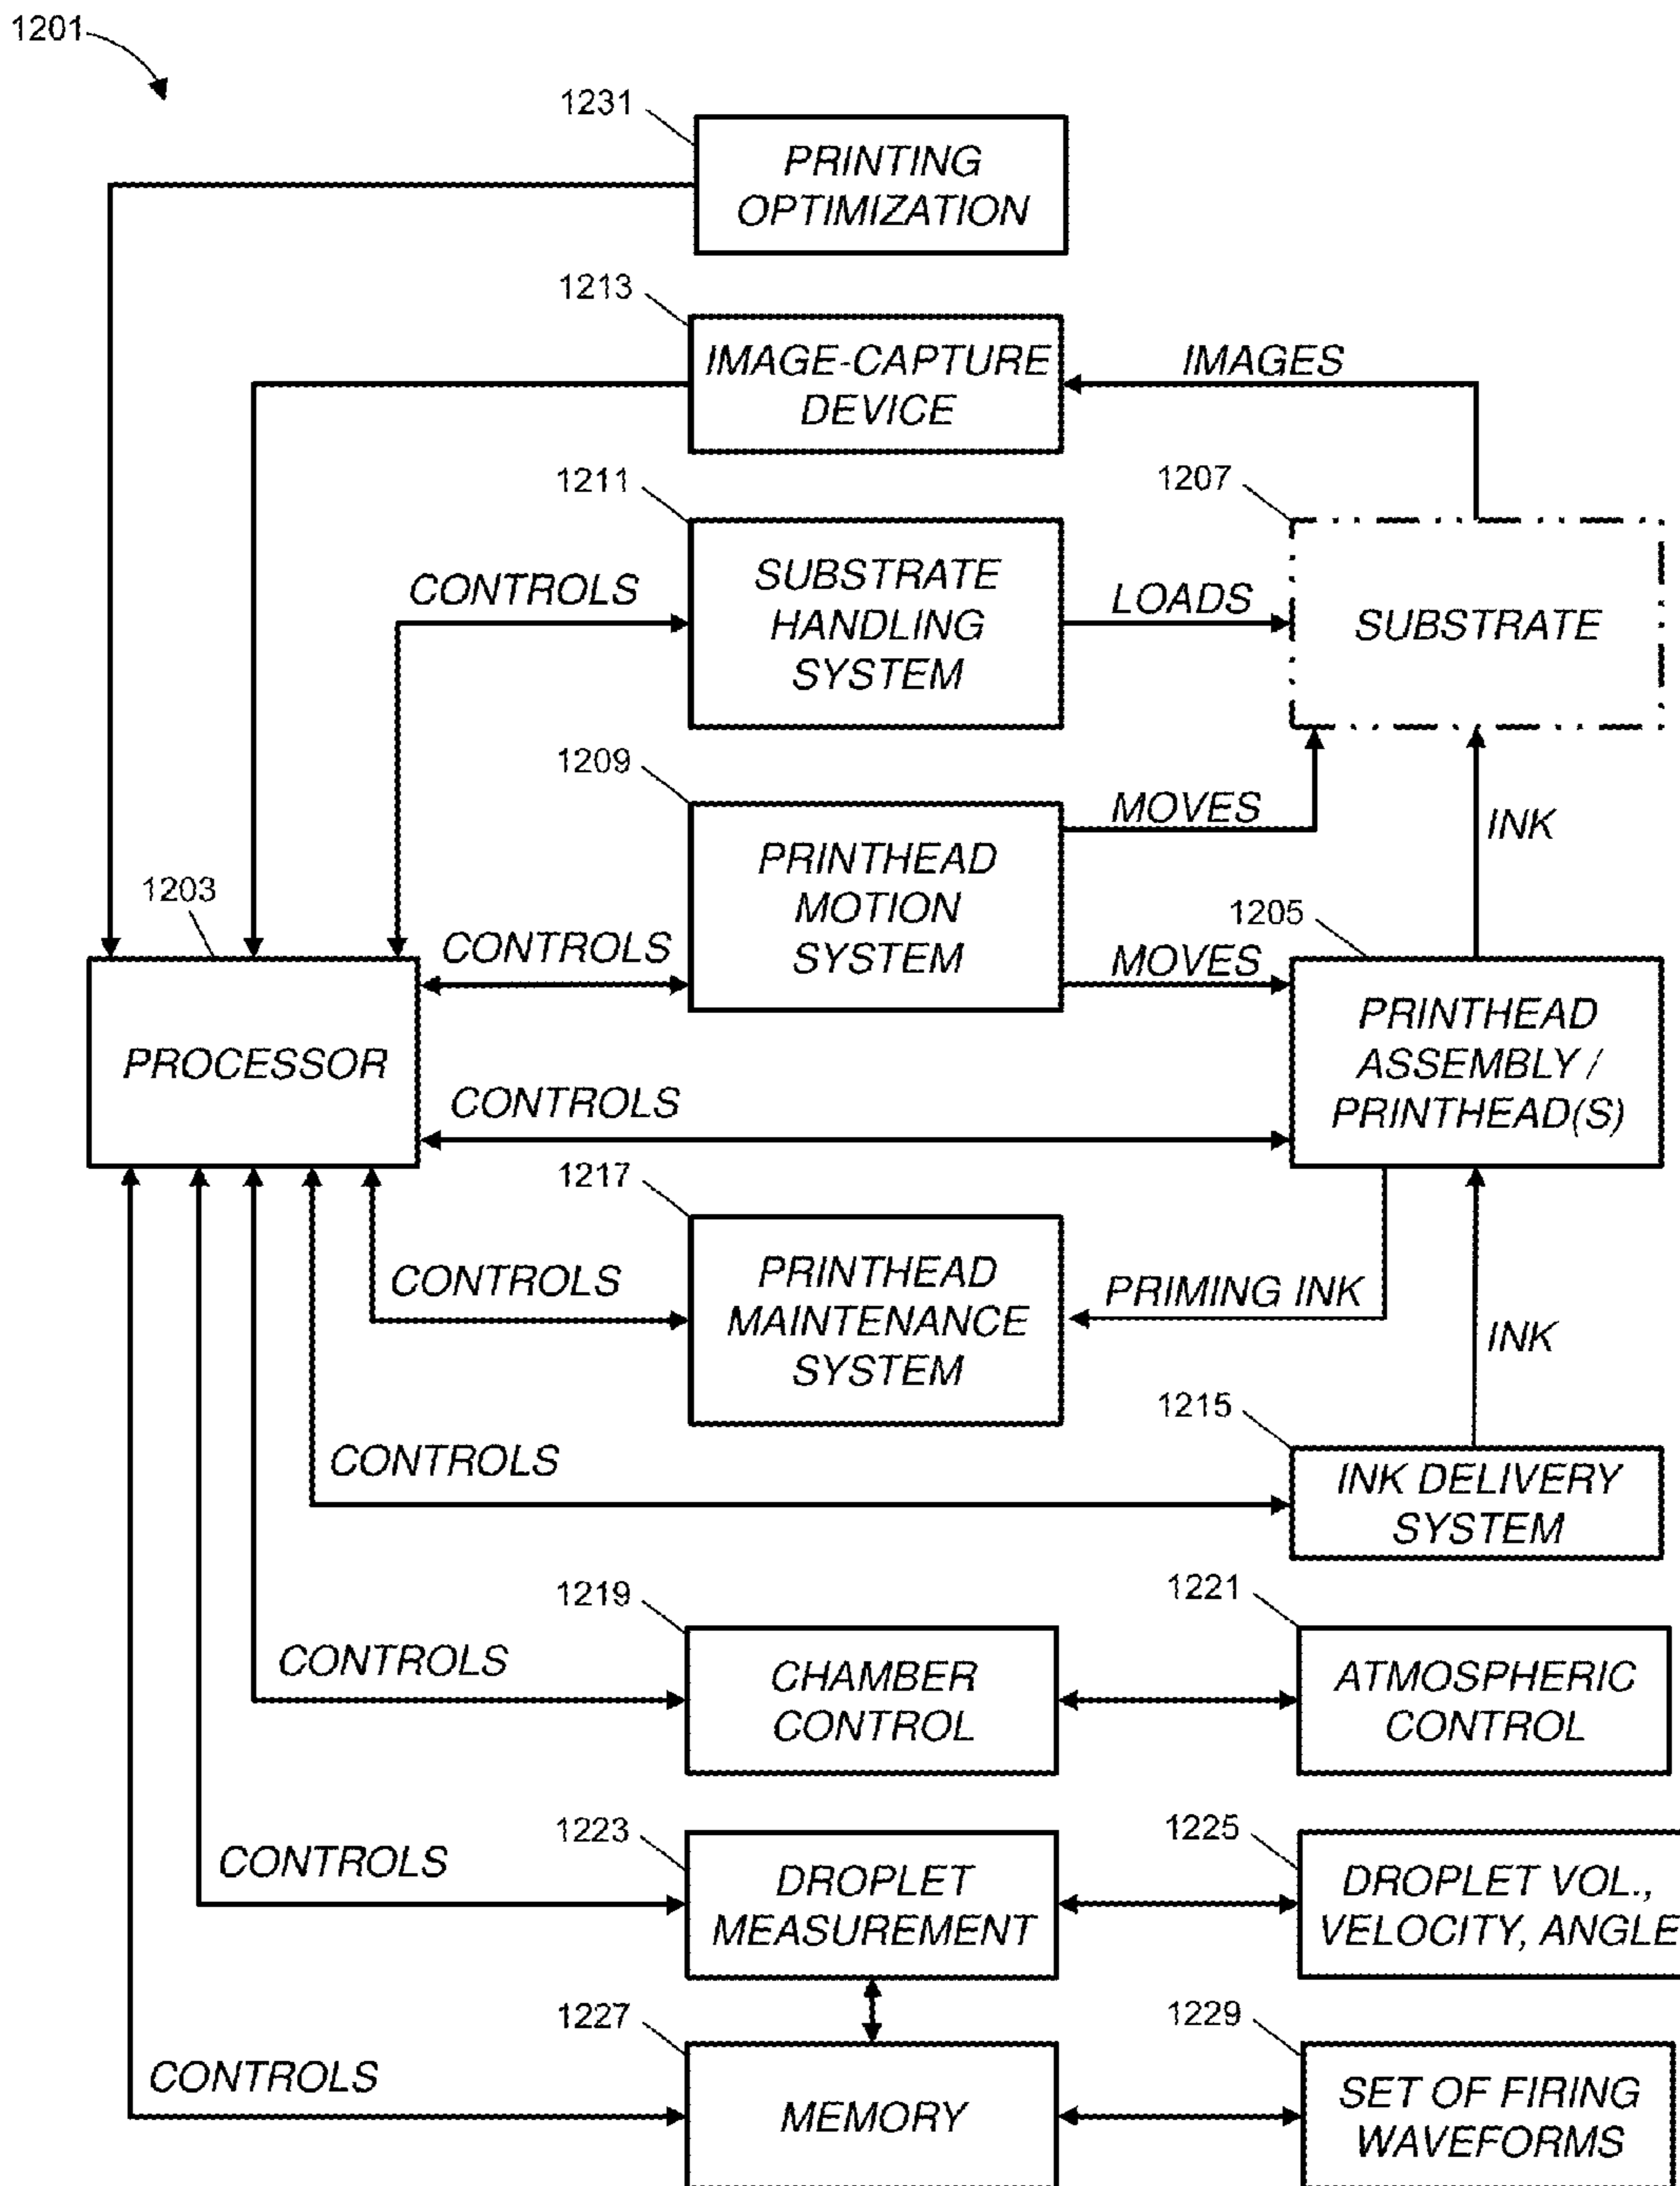 1201
1231
PRINTING
OPTIMIZATION
1213
IMAGE-CAPTURE
DEVICE
IMAGES
1211
1207
CONTROLS
SUBSTRATE
HANDLING
SYSTEM
LOADS
SUBSTRATE
1209
MOVES
INK
PRINTHEAD
MOTION
SYSTEM
1203
1205
CONTROLS
MOVES
PROCESSOR
PRINTHEAD
ASSEMBLY /
PRINTHEAD(S)
CONTROLS
1217
CONTROLS
PRINTHEAD
MAINTENANCE
SYSTEM
PRIMING INK
INK
1215
CONTROLS
INK DELIVERY
SYSTEM
1219
1221
CONTROLS
CHAMBER
CONTROL
ATMOSPHERIC
CONTROL
1223
1225
CONTROLS
DROPLET
MEASUREMENT
DROPLET VOL.,
VELOCITY, ANGLE
1227
1229
CONTROLS
MEMORY
SET OF FIRING
WAVEFORMS